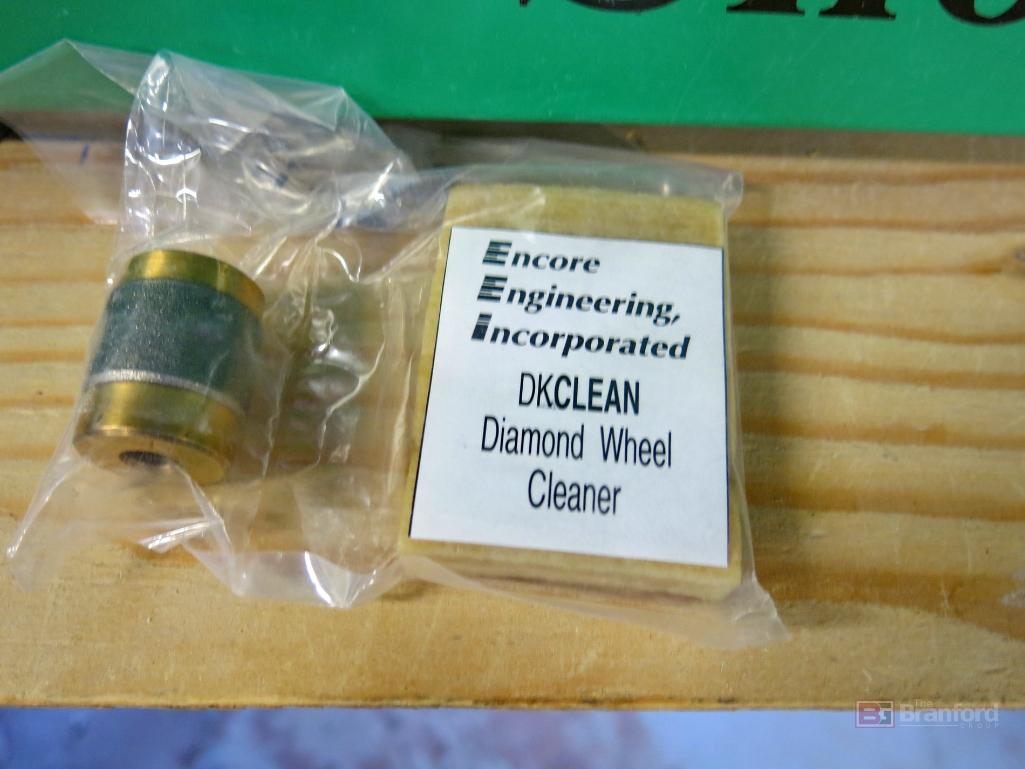 Encore
Engineering,
Incorporated
DKCLEAN
Diamond Wheel
Cleaner
The
Branford
GROUP